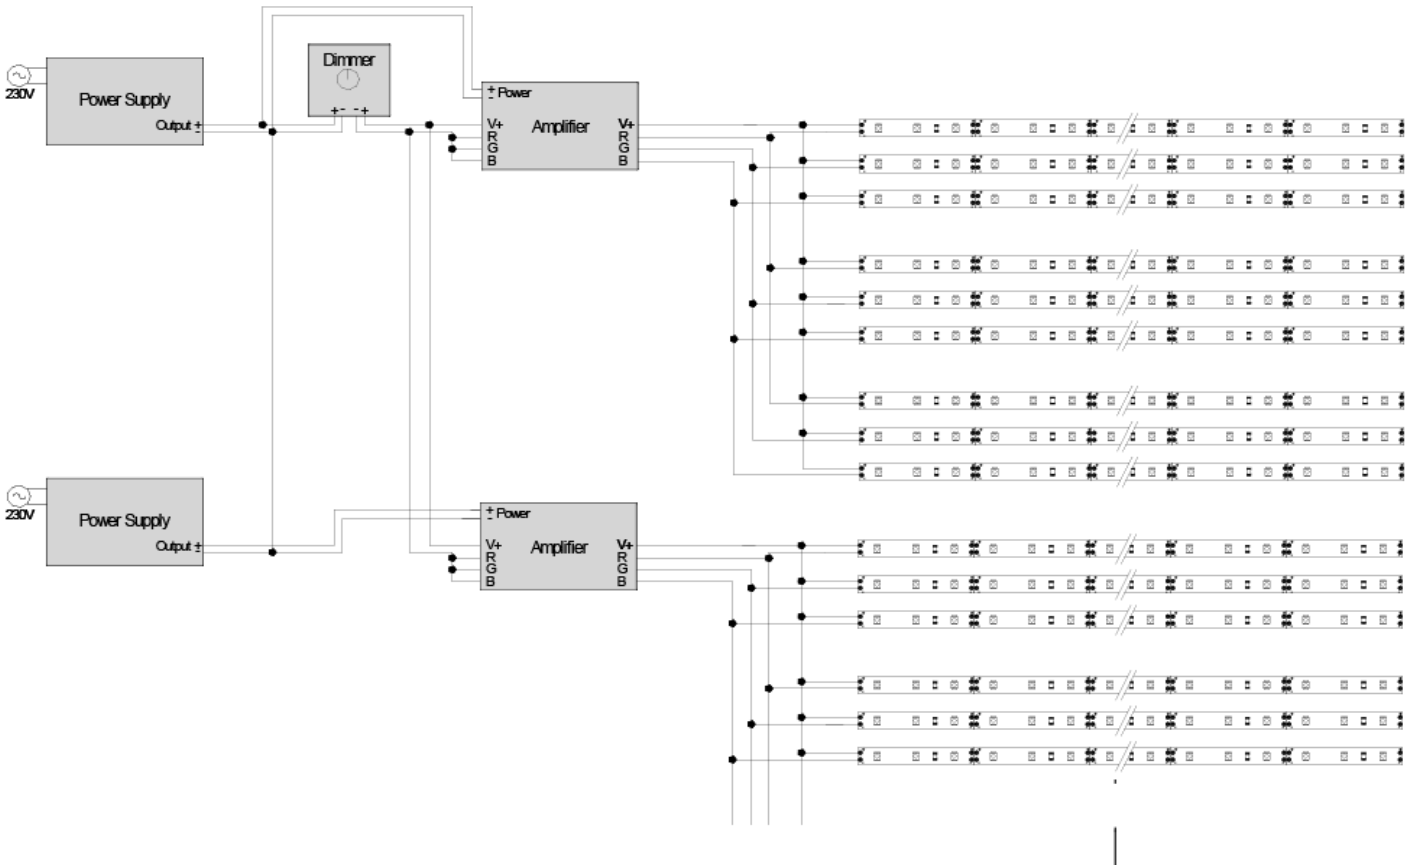 Dimmer
+- -+
230V
Power Supply
Output +
-
+ Power
-
Amplifier
V+
R
G
B
V+
R
G
B
230V
Power Supply
Output +
-
+ Power
-
Amplifier
V+
R
G
B
V+
R
G
B